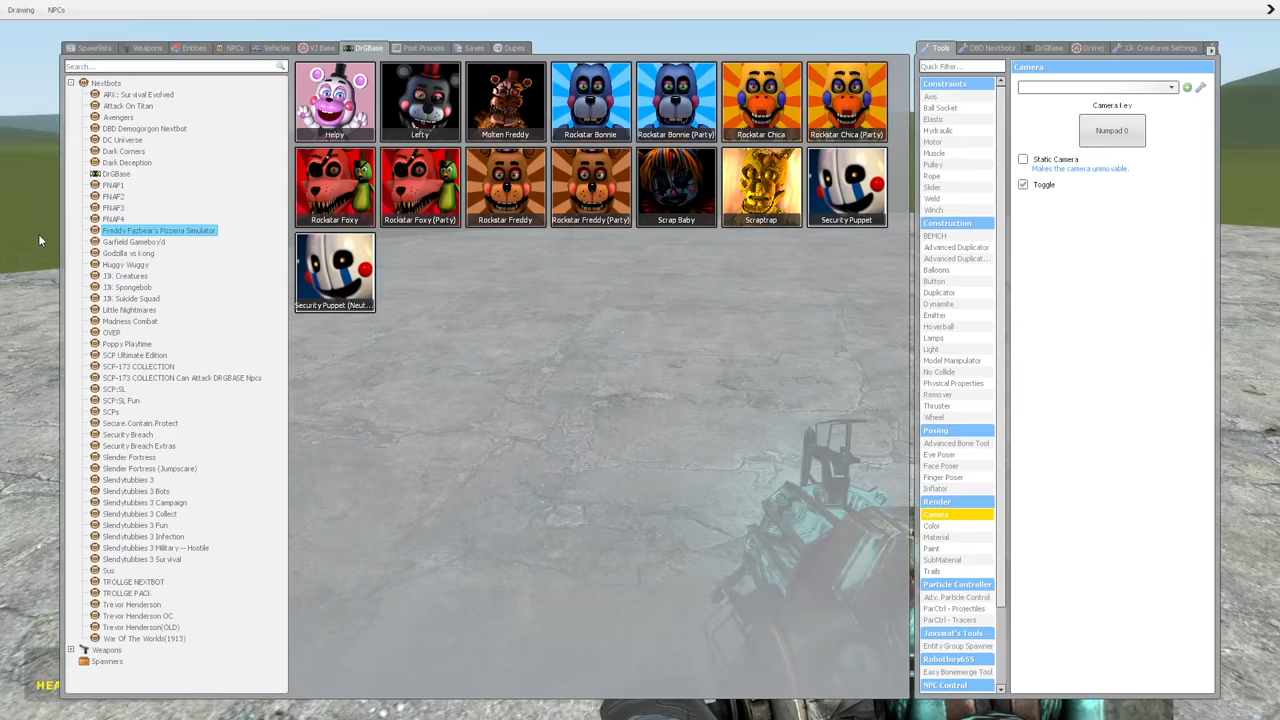 Drawing NPCs
Spawnlists Weapons Entities NPCs Vehicles VJ Base DrGBase Post Process Saves Dupes
Search...
Nextbots
ARK: Survival Evolved
Attack On Titan
Avengers
DBD Demogorgon Nextbot
DC Universe
Dark Corners
Dark Deception
DrGBase
FNAF1
FNAF2
FNAF3
FNAF4
Freddy Fazbear's Pizzeria Simulator
Garfield Gameboy'd
Godzilla vs Kong
Huggy Wuggy
JJK Creatures
JJK Spongebob
JJK Suicide Squad
Little Nightmares
Madness Combat
OVER
Poppy Playtime
SCP Ultimate Edition
SCP-173 COLLECTION
SCP-173 COLLECTION Can Attack DRGBASE Npcs
SCP:SL
SCP:SL Fun
SCPs
Secure.Contain.Protect
Security Breach
Security Breach Extras
Slender Fortress
Slender Fortress (Jumpscare)
Slendytubbies 3
Slendytubbies 3 Bots
Slendytubbies 3 Campaign
Slendytubbies 3 Collect
Slendytubbies 3 Fun
Slendytubbies 3 Infection
Slendytubbies 3 Military -- Hostile
Slendytubbies 3 Survival
Sus
TROLLGE NEXTBOT
TROLLGE PACK
Trevor Henderson
Trevor Henderson OC
Trevor Henderson(OLD)
War Of The Worlds(1913)
Weapons
Spawners
HEA
Helpy Lefty Molten Freddy Rockstar Bonnie Rockstar Bonnie (Party) Rockstar Chica Rockstar Chica (Party)
Rockstar Foxy Rockstar Foxy (Party) Rockstar Freddy Rockstar Freddy (Party) Scrap Baby Scraptrap Security Puppet
Security Puppet (Neut...
Tools DBD Nextbots DrGBase DrVrej JJK Creatures Settings
Quick Filter...
Constraints
Axis
Ball Socket
Elastic
Hydraulic
Motor
Muscle
Pulley
Rope
Slider
Weld
Winch
Construction
BEMCH
Advanced Duplicator
Advanced Duplicat...
Balloons
Button
Duplicator
Dynamite
Emitter
Hoverball
Lamps
Light
Model Manipulator
No Collide
Physical Properties
Remover
Thruster
Wheel
Posing
Advanced Bone Tool
Eye Poser
Face Poser
Finger Poser
Inflator
Render
Camera
Color
Material
Paint
SubMaterial
Trails
Particle Controller
Adv. Particle Control
ParCtrl - Projectiles
ParCtrl - Tracers
Jaxxwat's Tools
Entity Group Spawner
Robotboy655
Easy Bonemerge Tool
NPC Control
Camera
Camera Key
Numpad 0
Static Camera
Makes the camera unmovable.
Toggle